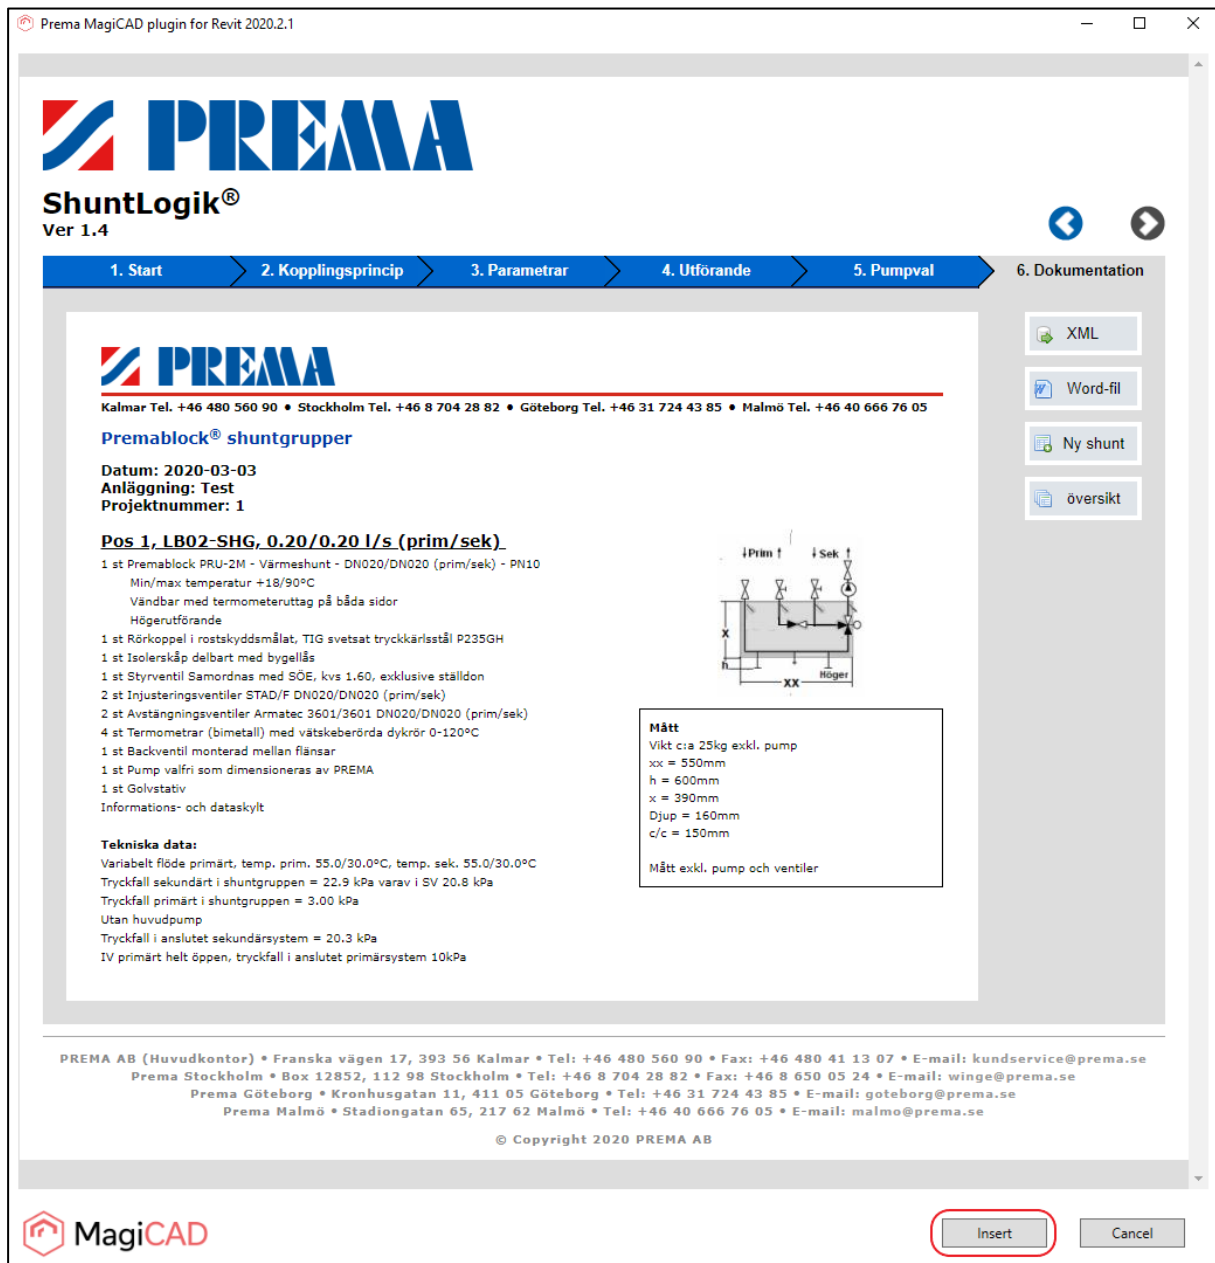 Prema MagiCAD plugin for Revit 2020.2.1
PREMA
ShuntLogik®
Ver 1.4
1. Start
2. Kopplingsprincip
3. Parametrar
4. Utförande
5. Pumpval
6. Dokumentation
XML
Word-fil
Ny shunt
översikt
PREMA
Kalmar Tel. +46 480 560 90 • Stockholm Tel. +46 8 704 28 82 • Göteborg Tel. +46 31 724 43 85 • Malmö Tel. +46 40 666 76 05
Premablock® shuntgrupper
Datum: 2020-03-03
Anläggning: Test
Projektnummer: 1
Pos 1, LB02-SHG, 0.20/0.20 l/s (prim/sek)
1 st Premablock PRU-2M - Värmeshunt - DN020/DN020 (prim/sek) - PN10
Min/max temperatur +18/90°C
Vändbar med termometeruttag på båda sidor
Högerutförande
1 st Rörkoppel i rostskyddsmålat, TIG svetsat tryckkärlsstål P235GH
1 st Isolerskåp delbart med bygellås
1 st Styrventil Samordnas med SÖE, kvs 1.60, exklusive ställdon
2 st Injusteringsventiler STAD/F DN020/DN020 (prim/sek)
2 st Avstängningsventiler Armatec 3601/3601 DN020/DN020 (prim/sek)
4 st Termometrar (bimetall) med vätskeberörda dykrör 0-120°C
1 st Backventil monterad mellan flänsar
1 st Pump valfri som dimensioneras av PREMA
1 st Golvstativ
Informations- och dataskylt
Tekniska data:
Variabelt flöde primärt, temp. prim. 55.0/30.0°C, temp. sek. 55.0/30.0°C
Tryckfall sekundärt i shuntgruppen = 22.9 kPa varav i SV 20.8 kPa
Tryckfall primärt i shuntgruppen = 3.00 kPa
Utan huvudpump
Tryckfall i anslutet sekundärsystem = 20.3 kPa
IV primärt helt öppen, tryckfall i anslutet primärsystem 10kPa
↓Prim ↑ ↓Sek ↑
X
h
XX
Höger
Mått
Vikt c:a 25kg exkl. pump
xx = 550mm
h = 600mm
x = 390mm
Djup = 160mm
c/c = 150mm
Mått exkl. pump och ventiler
PREMA AB (Huvudkontor) • Franska vägen 17, 393 56 Kalmar • Tel: +46 480 560 90 • Fax: +46 480 41 13 07 • E-mail: kundservice@prema.se
Prema Stockholm • Box 12852, 112 98 Stockholm • Tel: +46 8 704 28 82 • Fax: +46 8 650 05 24 • E-mail: winge@prema.se
Prema Göteborg • Kronhusgatan 11, 411 05 Göteborg • Tel: +46 31 724 43 85 • E-mail: goteborg@prema.se
Prema Malmö • Stadiongatan 65, 217 62 Malmö • Tel: +46 40 666 76 05 • E-mail: malmo@prema.se
© Copyright 2020 PREMA AB
MagiCAD
Insert
Cancel